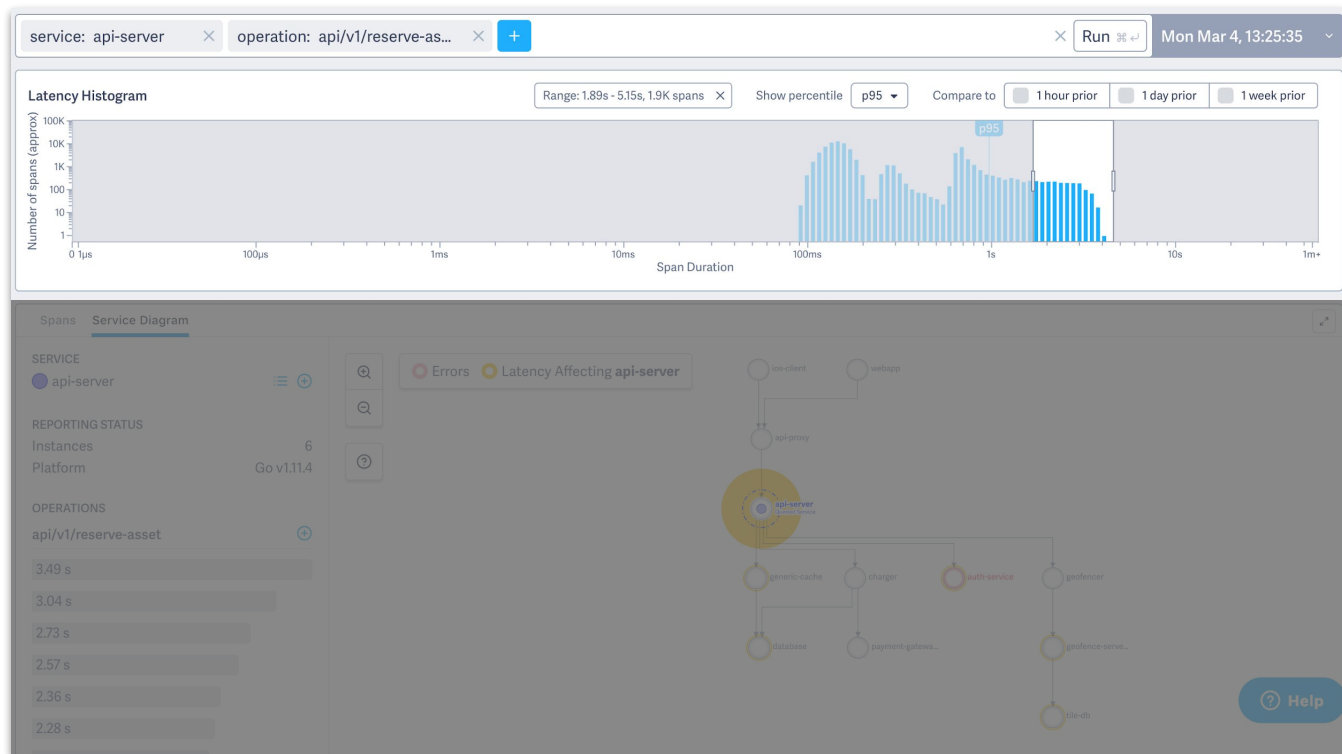 service: api-server × operation: api/v1/reserve-as... × + × Run ⌘ ↵ Mon Mar 4, 13:25:35
Latency Histogram Range: 1.89s - 5.15s, 1.9K spans × Show percentile p95 Compare to 1 hour prior 1 day prior 1 week prior
Number of spans (approx)
100K
10K
1K
100
10
1
p95
0 1µs 100µs 1ms 10ms 100ms 1s 10s 1m+
Span Duration
Spans Service Diagram
SERVICE
api-server
REPORTING STATUS
Instances 6
Platform Go v1.11.4
OPERATIONS
api/v1/reserve-asset
3.49 s
3.04 s
2.73 s
2.57 s
2.36 s
2.28 s
Errors Latency Affecting api-server
ios-client webapp
api-proxy
api-server
generic-cache charger auth-service geofencer
database payment-gatewa... geofence-serve...
tile-db
? Help